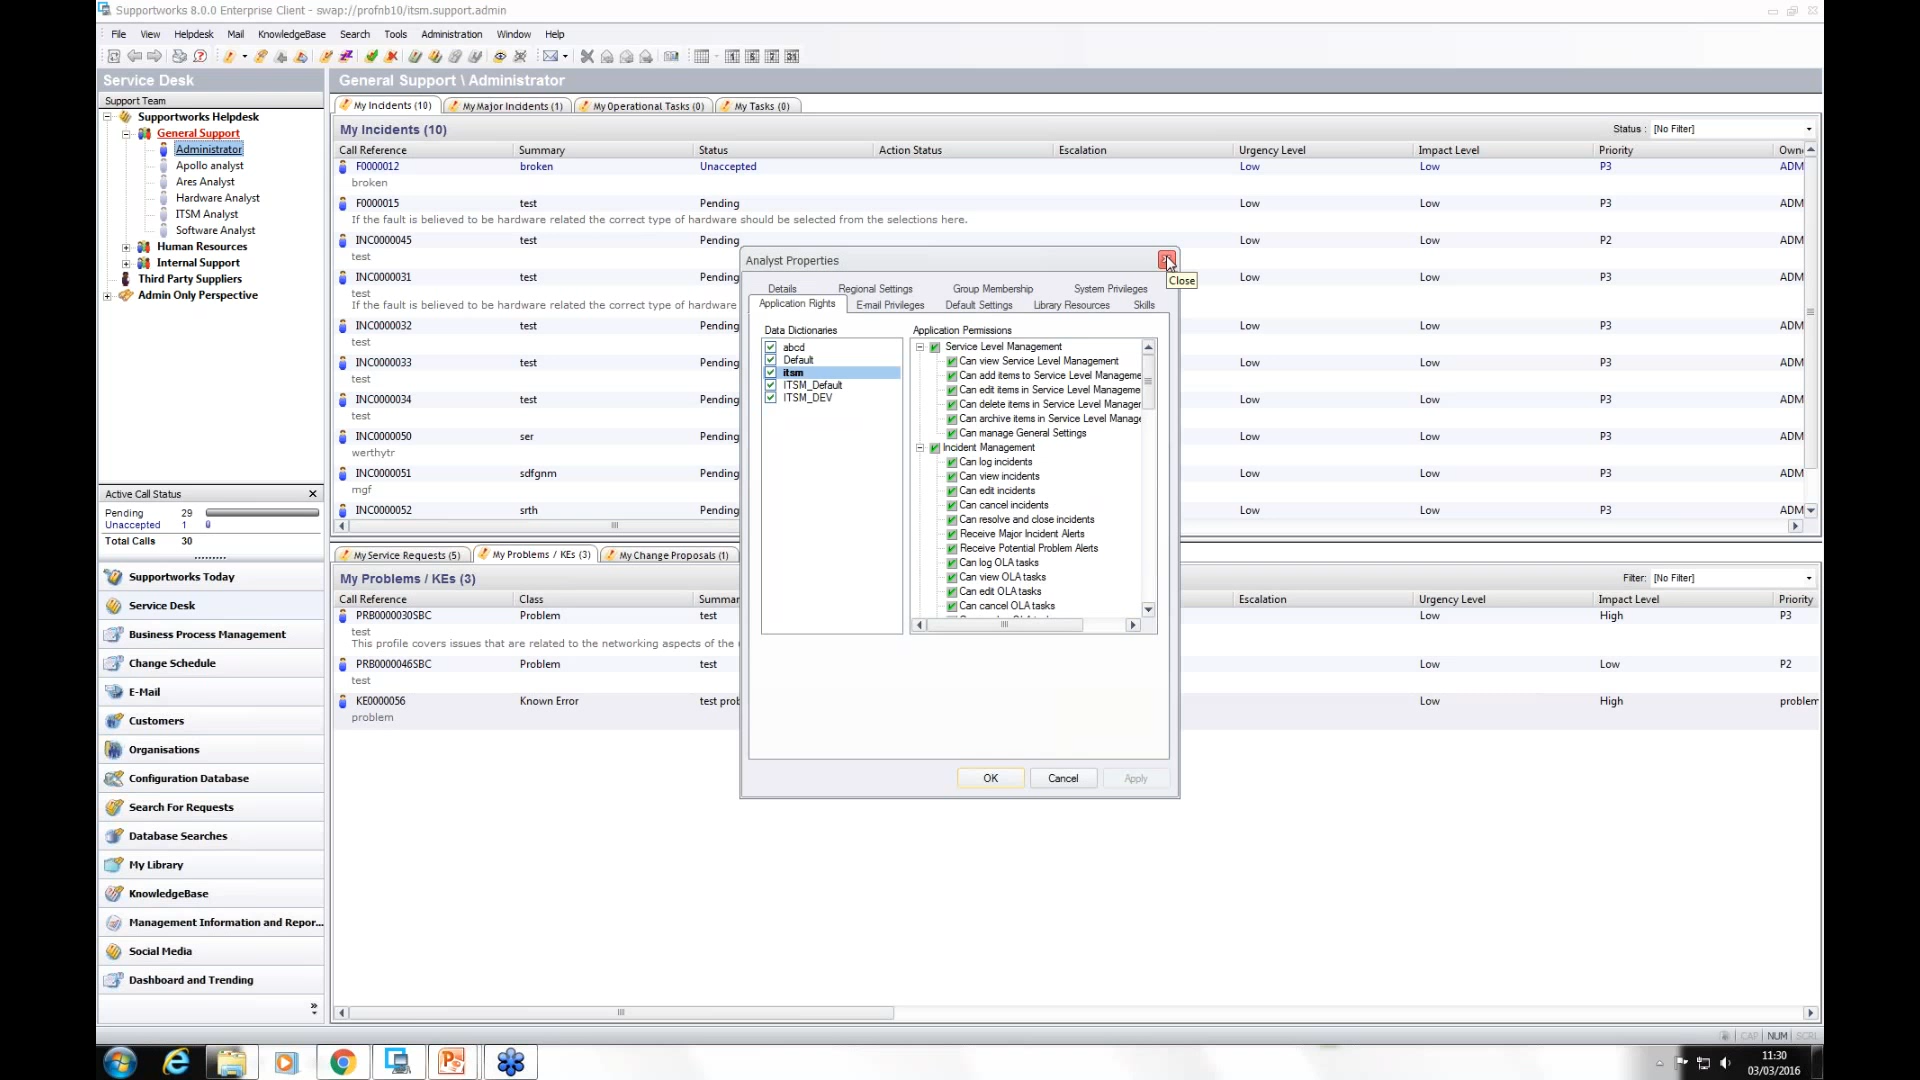 Supportworks 8.0.0 Enterprise Client - swap://profnb10/itsm.support.admin
File View Helpdesk Mail KnowledgeBase Search Tools Administration Window Help
Service Desk
Support Team
Supportworks Helpdesk
General Support
Administrator
Apollo analyst
Ares Analyst
Hardware Analyst
ITSM Analyst
Software Analyst
Human Resources
Internal Support
Third Party Suppliers
Admin Only Perspective
Active Call Status
Pending 29
Unaccepted 1
Total Calls 30
Supportworks Today
Service Desk
Business Process Management
Change Schedule
E-Mail
Customers
Organisations
Configuration Database
Search For Requests
Database Searches
My Library
KnowledgeBase
Management Information and Repor...
Social Media
Dashboard and Trending
General Support \ Administrator
My Incidents (10) My Major Incidents (1) My Operational Tasks (0) My Tasks (0)
My Incidents (10) Status : [No Filter]
Call Reference Summary Status Action Status Escalation Urgency Level Impact Level Priority Own
F0000012 broken Unaccepted Low Low P3 ADM
broken
F0000015 test Pending Low Low P3 ADM
If the fault is believed to be hardware related the correct type of hardware should be selected from the selections here.
INC0000045 test Pending Low Low P2 ADM
test
INC0000031 test Pending Low Low P3 ADM
test
If the fault is believed to be hardware related the correct type of hardware
INC0000032 test Pending Low Low P3 ADM
test
INC0000033 test Pending Low Low P3 ADM
test
INC0000034 test Pending Low Low P3 ADM
test
INC0000050 ser Pending Low Low P3 ADM
werthytr
INC0000051 sdfgnm Pending Low Low P3 ADM
mgf
INC0000052 srth Pending Low Low P3 ADM
My Service Requests (5) My Problems / KEs (3) My Change Proposals (1)
My Problems / KEs (3) Filter: [No Filter]
Call Reference Class Summar Escalation Urgency Level Impact Level Priority
PRB0000030SBC Problem test Low High P3
test
This profile covers issues that are related to the networking aspects of the
PRB0000046SBC Problem test Low Low P2
test
KE0000056 Known Error test prob Low High problem
problem
Analyst Properties
Close
Details Regional Settings Group Membership System Privileges
Application Rights E-mail Privileges Default Settings Library Resources Skills
Data Dictionaries
abcd
Default
itsm
ITSM_Default
ITSM_DEV
Application Permissions
Service Level Management
Can view Service Level Management
Can add items to Service Level Manageme
Can edit items in Service Level Manageme
Can delete items in Service Level Manager
Can archive items in Service Level Manage
Can manage General Settings
Incident Management
Can log incidents
Can view incidents
Can edit incidents
Can cancel incidents
Can resolve and close incidents
Receive Major Incident Alerts
Receive Potential Problem Alerts
Can log OLA tasks
Can view OLA tasks
Can edit OLA tasks
Can cancel OLA tasks
OK Cancel Apply
CAP NUM SCRL
11:30
03/03/2016